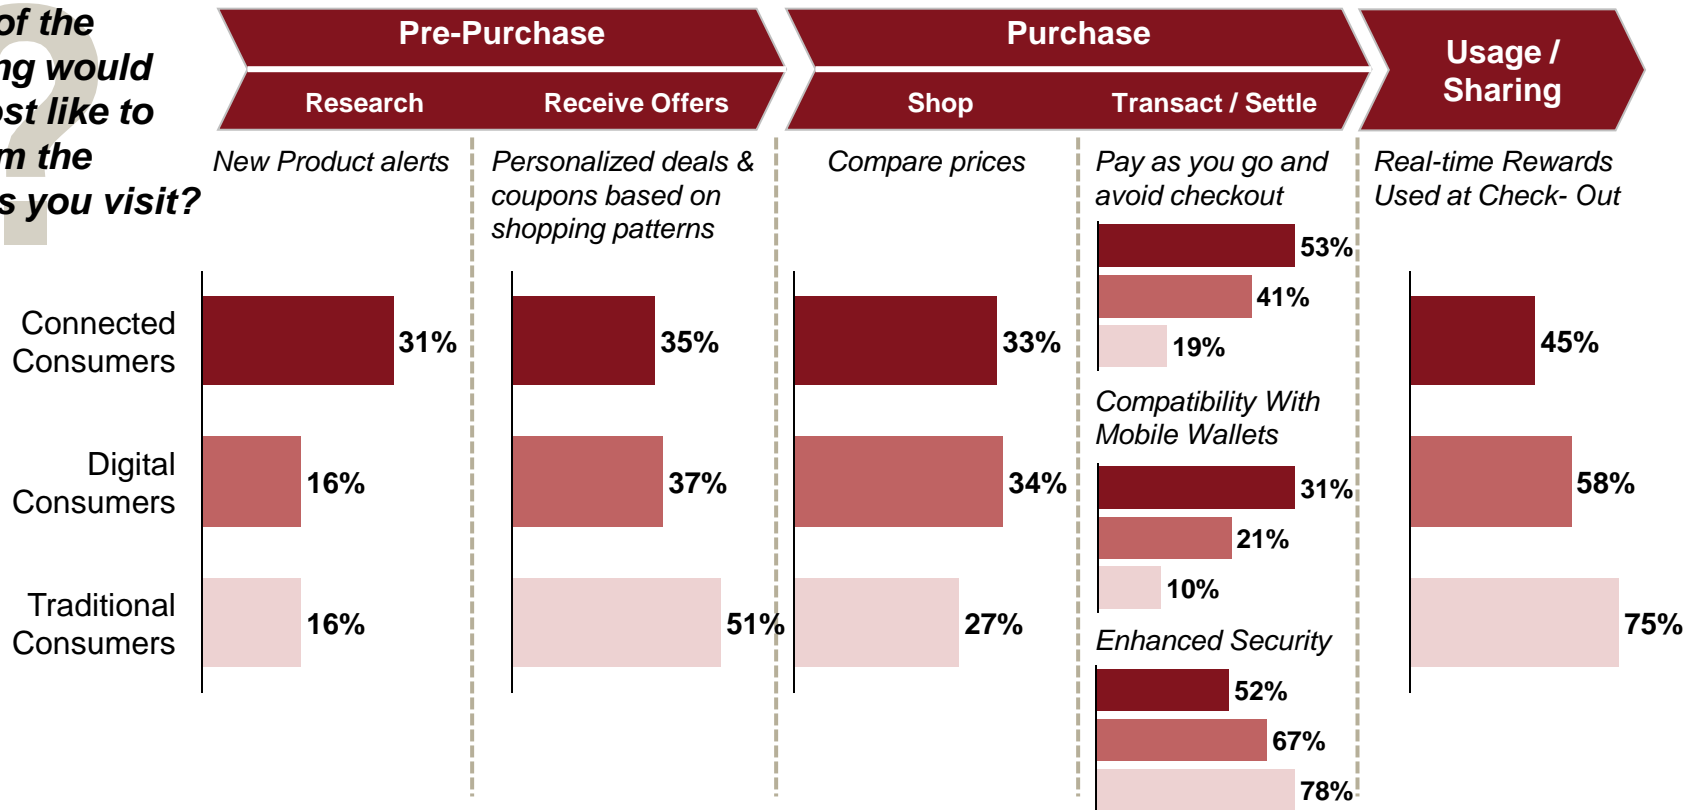 of the
would
like to
the
you visit?
?
Pre-Purchase
Purchase
Usage /
Sharing
Research
Receive Offers
Shop
Transact / Settle
New Product alerts
Personalized deals &
coupons based on
shopping patterns
Compare prices
Pay as you go and
avoid checkout
Real-time Rewards
Used at Check- Out
53%
41%
19%
Connected
Consumers
31%
35%
33%
45%
Compatibility With
Mobile Wallets
31%
21%
10%
Digital
Consumers
16%
37%
34%
58%
Traditional
Consumers
16%
51%
27%
75%
Enhanced Security
52%
67%
78%